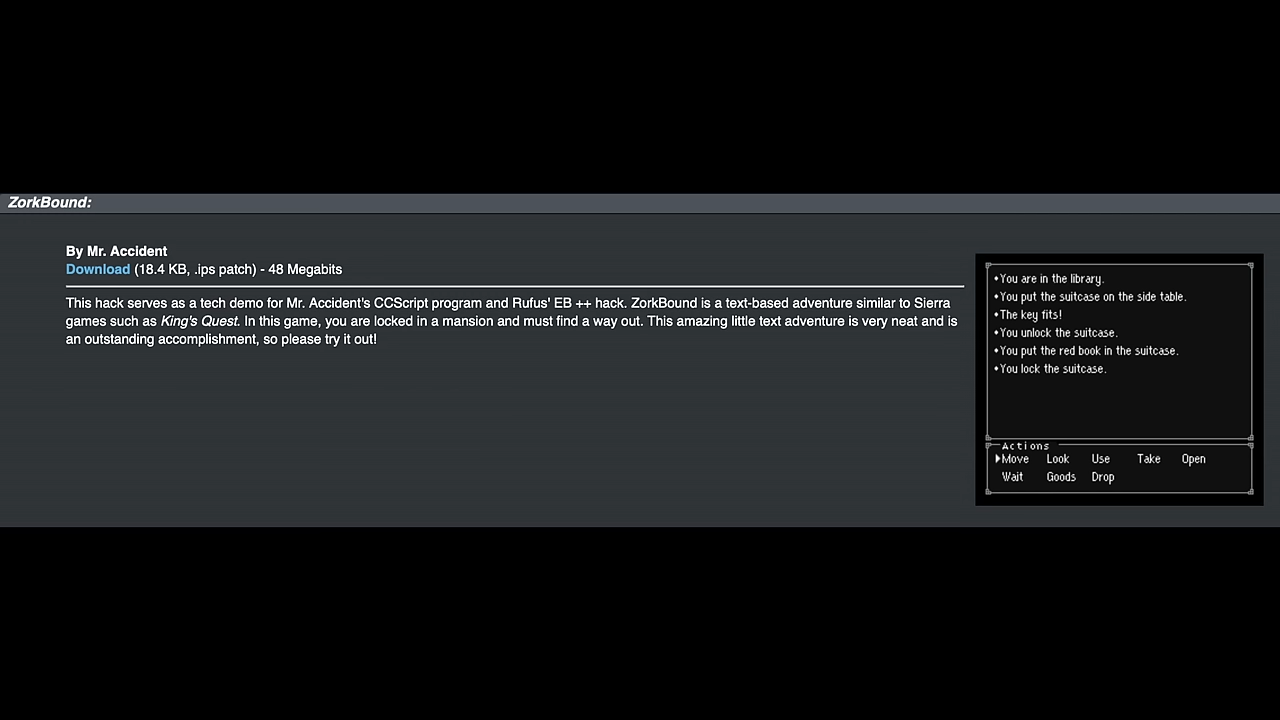 ZorkBound:
By Mr. Accident
Download (18.4 KB, .ips patch) - 48 Megabits
This hack serves as a tech demo for Mr. Accident's CCScript program and Rufus' EB ++ hack. ZorkBound is a text-based adventure similar to Sierra
games such as King's Quest. In this game, you are locked in a mansion and must find a way out. This amazing little text adventure is very neat and is
an outstanding accomplishment, so please try it out!
•You are in the library.
•You put the suitcase on the side table.
•The key fits!
•You unlock the suitcase.
•You put the red book in the suitcase.
•You lock the suitcase.
Actions
Move Look Use Take Open
Wait Goods Drop